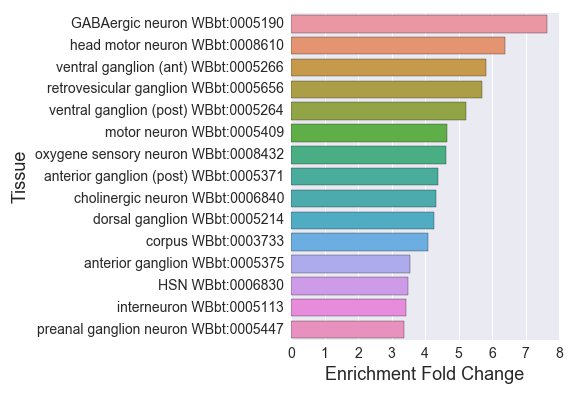 GABAergic neuron WBbt:0005190
head motor neuron WBbt:0008610
ventral ganglion (ant) WBbt:0005266
retrovesicular ganglion WBbt:0005656
ventral ganglion (post) WBbt:0005264
motor neuron WBbt:0005409
oxygene sensory neuron WBbt:0008432
anterior ganglion (post) WBbt:0005371
cholinergic neuron WBbt:0006840
dorsal ganglion WBbt:0005214
corpus WBbt:0003733
anterior ganglion WBbt:0005375
HSN WBbt:0006830
interneuron WBbt:0005113
preanal ganglion neuron WBbt:0005447
Tissue
0 1 2 3 4 5 6 7 8
Enrichment Fold Change